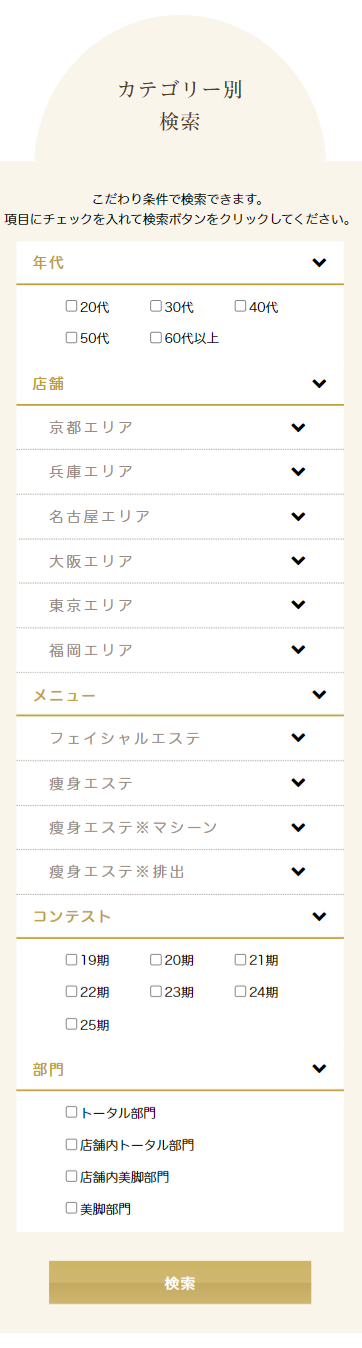 カテゴリー別
検索
こだわり条件で検索できます。
項目にチェックを入れて検索ボタンをクリックしてください。
年代
20代 30代 40代
50代 60代以上
店舗
京都エリア
兵庫エリア
名古屋エリア
大阪エリア
東京エリア
福岡エリア
メニュー
フェイシャルエステ
痩身エステ
痩身エステ※マシーン
痩身エステ※排出
コンテスト
19期 20期 21期
22期 23期 24期
25期
部門
トータル部門
店舗内トータル部門
店舗内美脚部門
美脚部門
検索